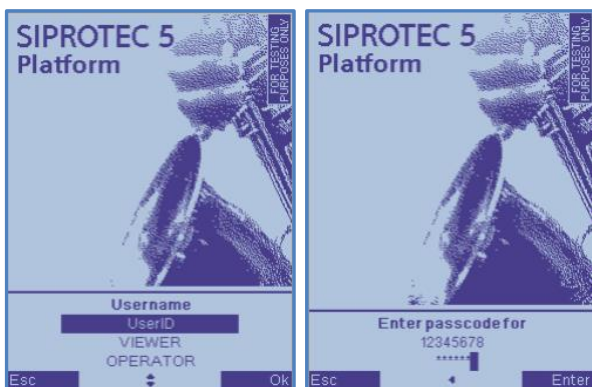 SIPROTEC 5
Platform
FOR TESTING
PURPOSES ONLY
Username
UserID
VIEWER
OPERATOR
Esc
Ok
SIPROTEC 5
Platform
FOR TESTING
PURPOSES ONLY
Enter passcode for
12345678
******
Esc
Enter